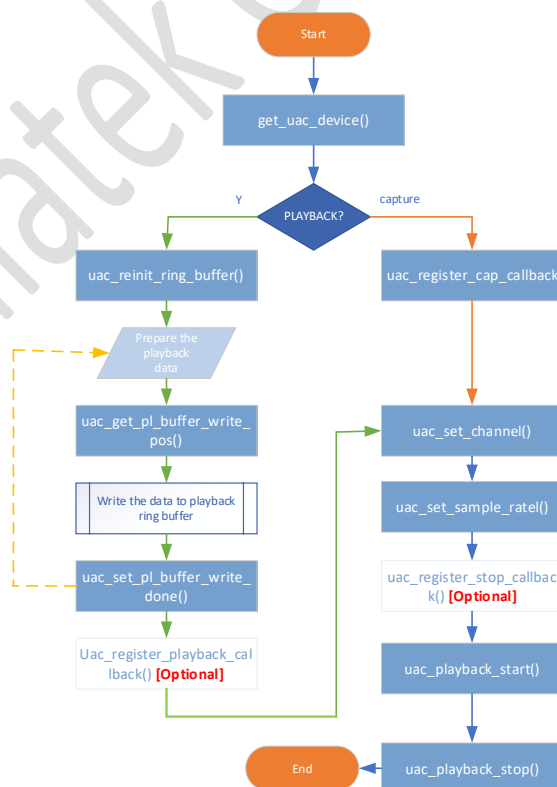 Start
get_uac_device()
PLAYBACK?
Y
capture
uac_reinit_ring_buffer()
uac_register_cap_callback
Prepare the
playback
data
uac_get_pl_buffer_write_
pos()
uac_set_channel()
Write the data to playback
ring buffer
uac_set_sample_ratel()
uac_set_pl_buffer_write_
done()
uac_register_stop_callbac
k() [Optional]
Uac_register_playback_cal
lback() [Optional]
uac_playback_start()
End
uac_playback_stop()